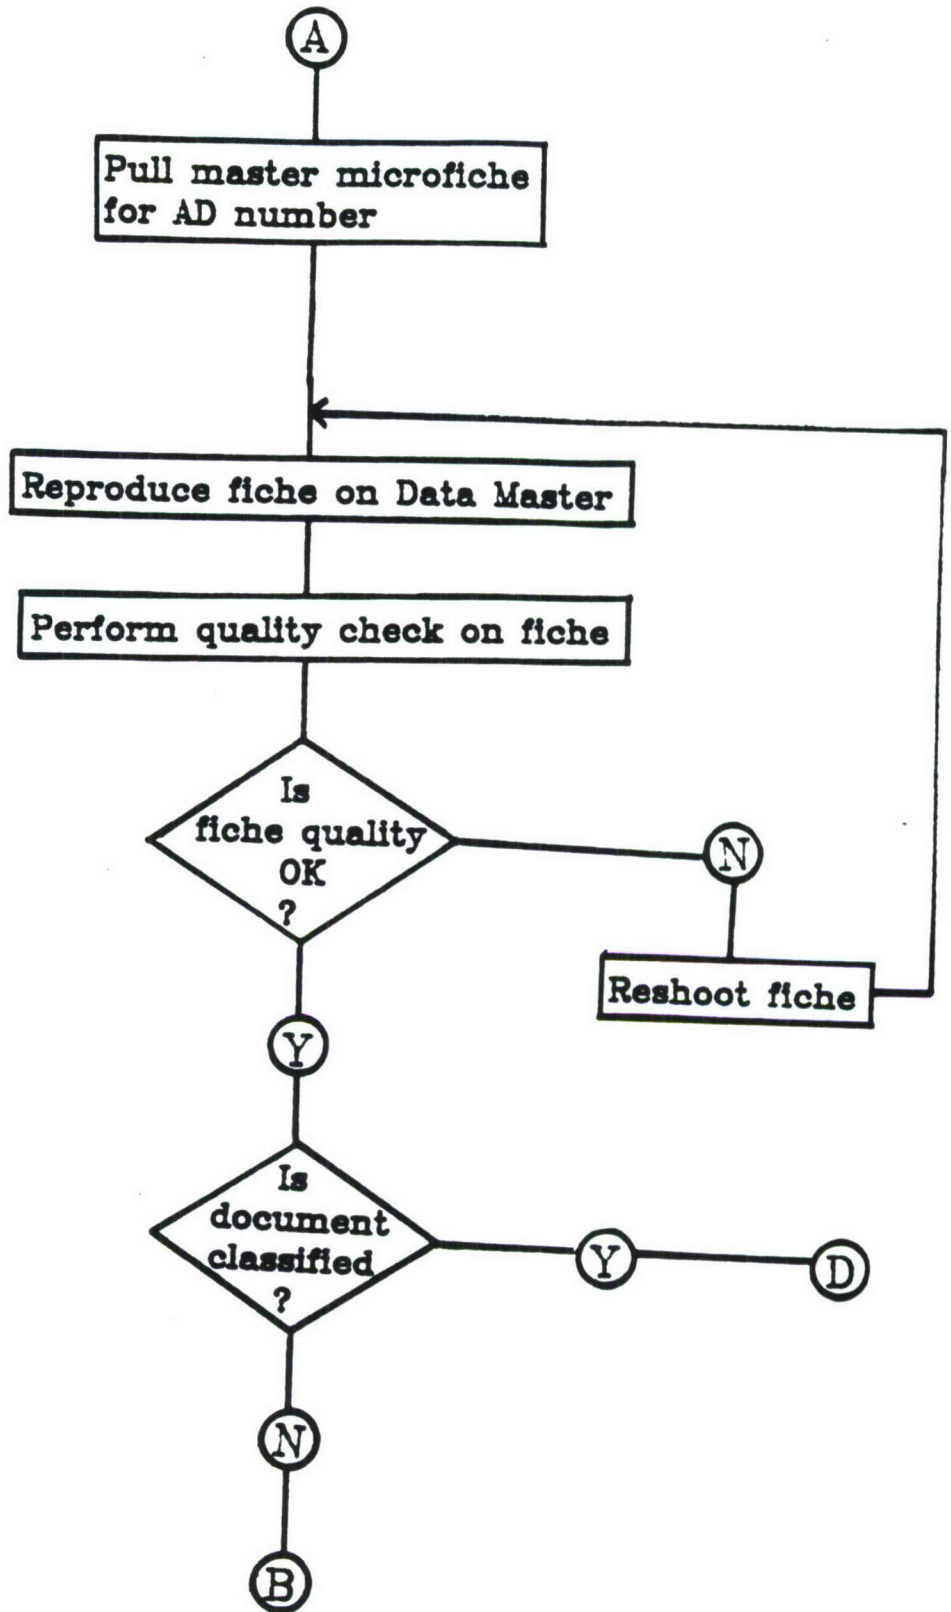 A
Pull master microfiche
for AD number
Reproduce fiche on Data Master
Perform quality check on fiche
Is
fiche quality
OK
?
N
Reshoot fiche
Y
Is
document
classified
?
Y
D
N
B